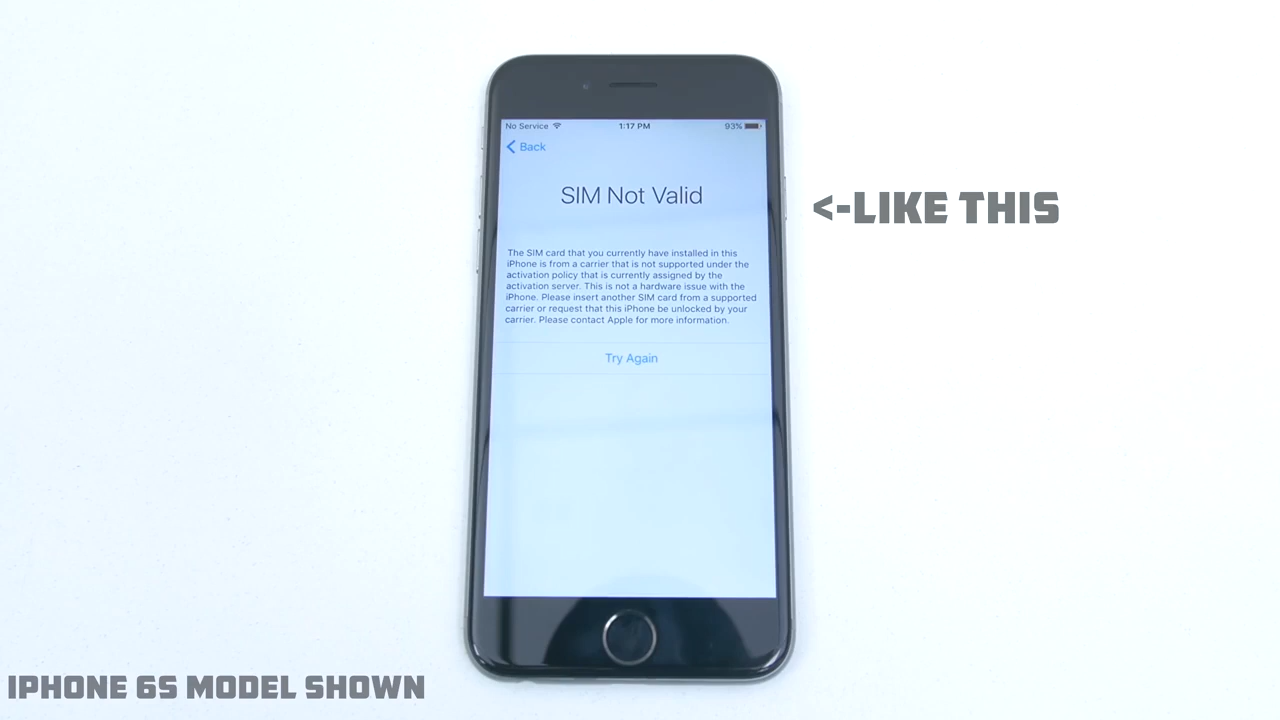 No Service 1:17 PM 93%
Back
SIM Not Valid
<-LIKE THIS
The SIM card that you currently have installed in this
iPhone is from a carrier that is not supported under the
activation policy that is currently assigned by the
activation server. This is not a hardware issue with the
iPhone. Please insert another SIM card from a supported
carrier or request that this iPhone be unlocked by your
carrier. Please contact Apple for more information.
Try Again
IPHONE 6S MODEL SHOWN